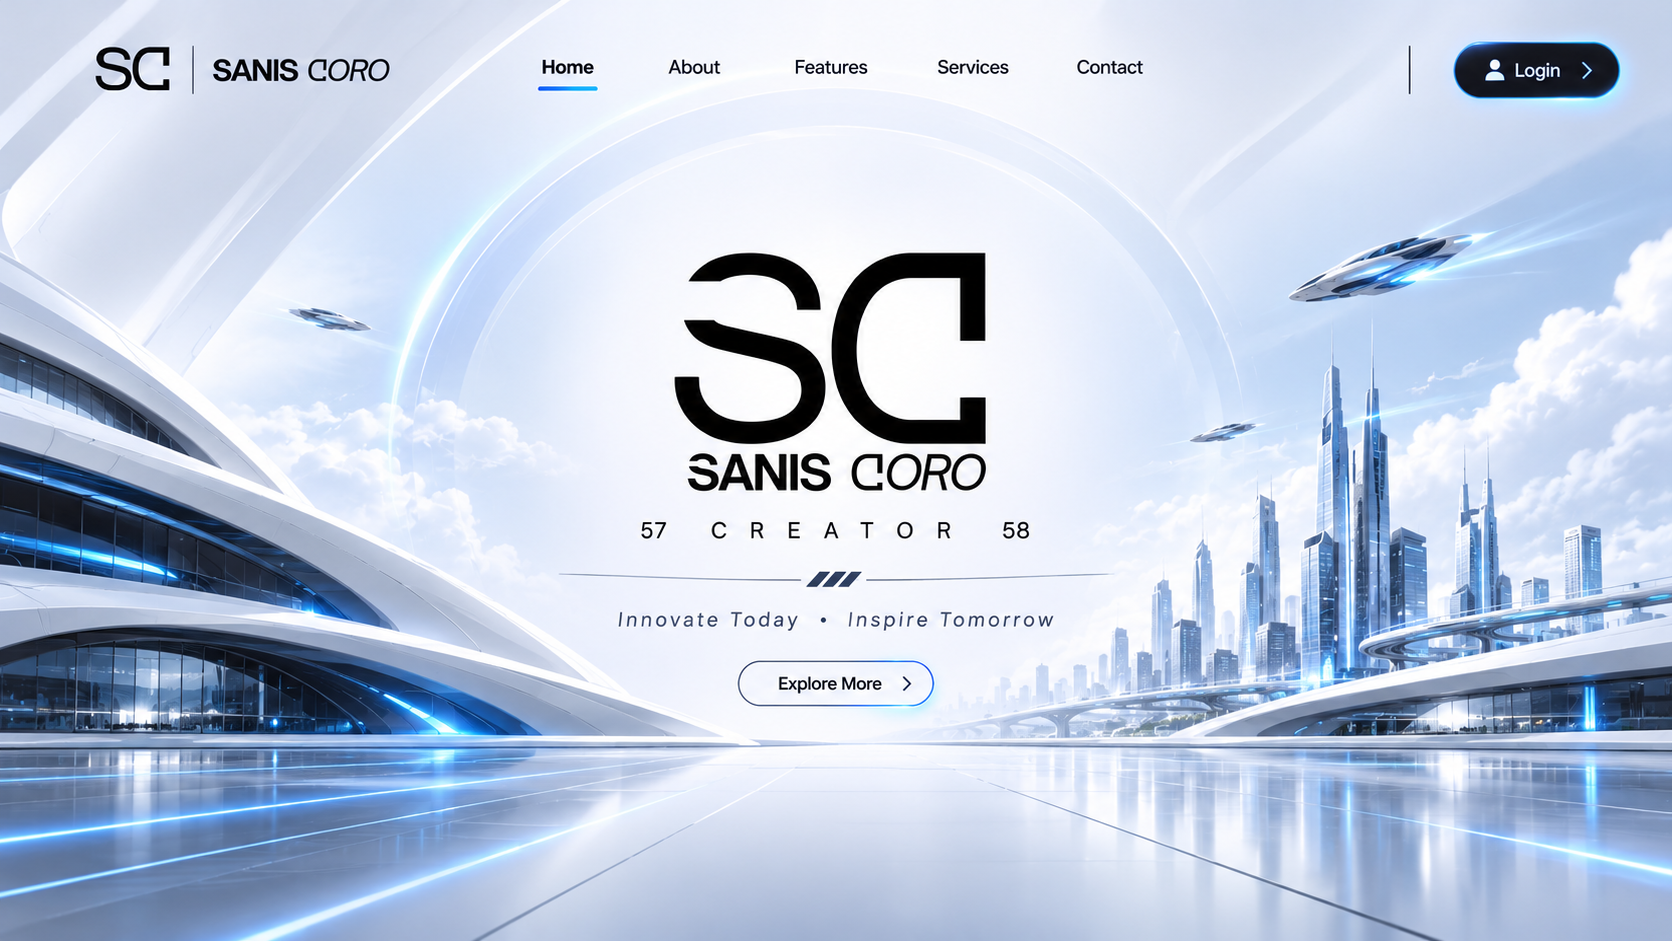 SC SANIS CORO Home About Features Services Contact Login
SC
SANIS CORO
57 CREATOR 58
Innovate Today • Inspire Tomorrow
Explore More